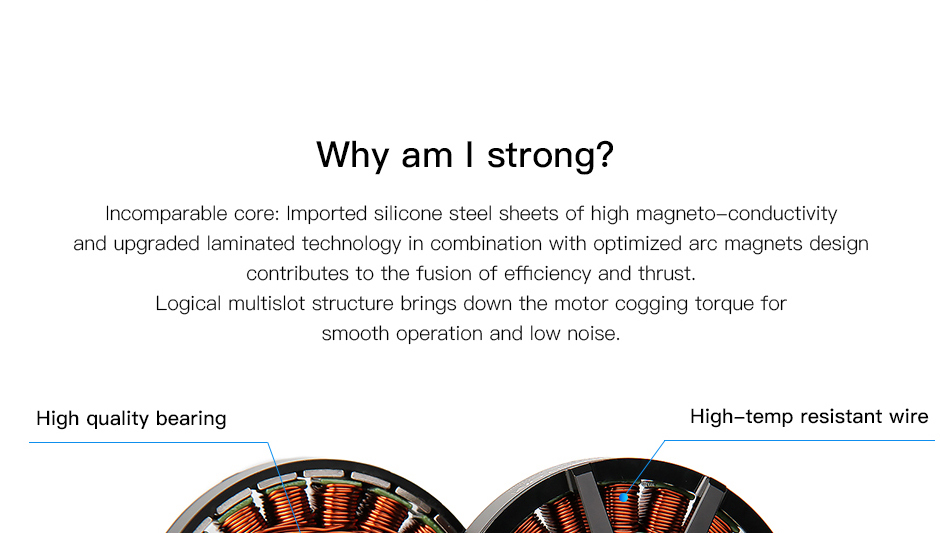 Why am I strong?
Incomparable core: Imported silicone steel sheets of high magneto-conductivity
and upgraded laminated technology in combination with optimized arc magnets design
contributes to the fusion of efficiency and thrust.
Logical multislot structure brings down the motor cogging torque for
smooth operation and low noise.
High quality bearing
High-temp resistant wire